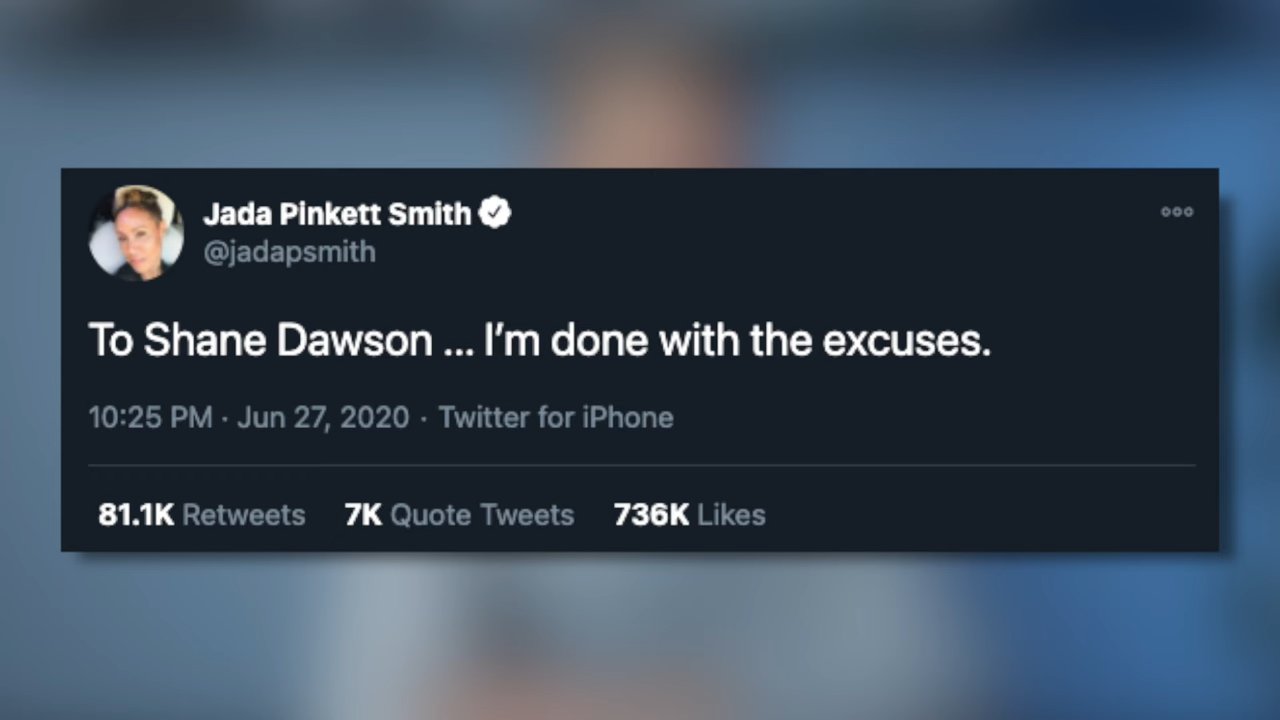 Jada Pinkett Smith
@jadapsmith
To Shane Dawson ... I’m done with the excuses.
10:25 PM · Jun 27, 2020 · Twitter for iPhone
81.1K Retweets 7K Quote Tweets 736K Likes